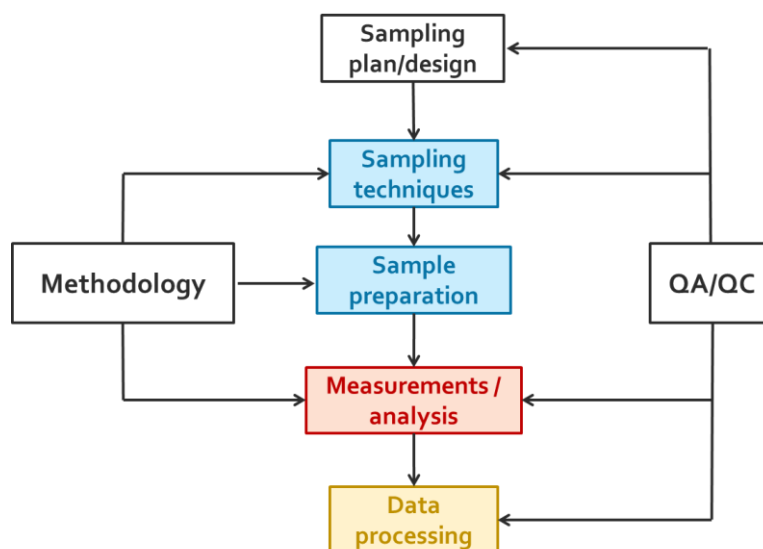 Sampling
plan/design
Sampling
techniques
Methodology
Sample
preparation
QA/QC
Measurements /
analysis
Data
processing